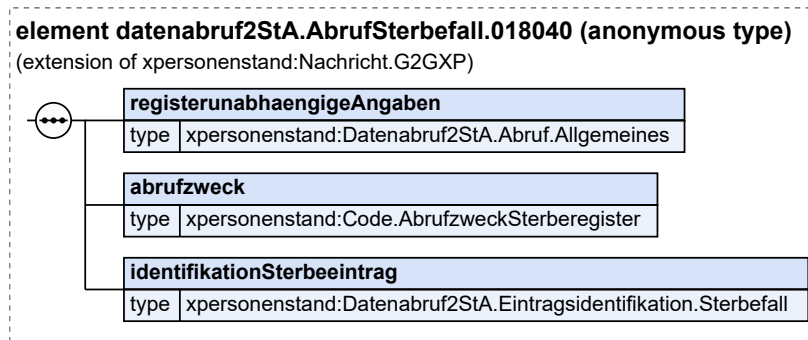 element datenabruf2StA.AbrufSterbefall.018040 (anonymous type)
(extension of xpersonenstand:Nachricht.G2GXP)
registerunabhaengigeAngaben
type xpersonenstand:Datenabruf2StA.Abruf.Allgemeines
abrufzweck
type xpersonenstand:Code.AbrufzweckSterberegister
identifikationSterbeeintrag
type xpersonenstand:Datenabruf2StA.Eintragsidentifikation.Sterbefall